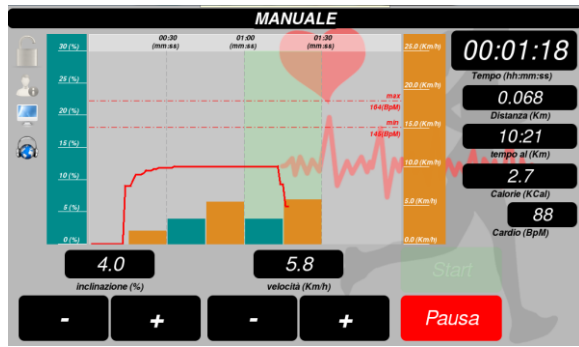 MANUALE
00:30 01:00 01:30
(mm:ss) (mm:ss) (mm:ss)
30 (%)
25 (%)
20 (%)
15 (%)
10 (%)
5 (%)
0 (%)
max
164(BpM)
min
148(BpM)
25.0 (Km/h)
20.0 (Km/h)
15.0 (Km/h)
10.0 (Km/h)
5.0 (Km/h)
0.0 (Km/h)
00:01:18
Tempo (hh:mm:ss)
0.068
Distanza (Km)
10:21
tempo al (Km)
2.7
Calorie (KCal)
88
Cardio (BpM)
4.0
inclinazione (%)
5.8
velocità (Km/h)
Start
- + - +
Pausa